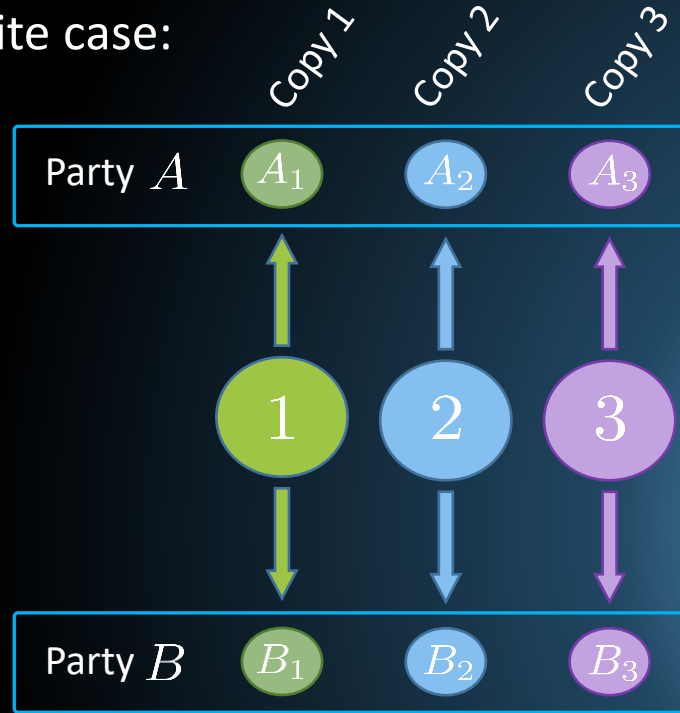 ite case:
Copy 1 Copy 2 Copy 3
Party A A₁ A₂ A₃
1 2 3
Party B B₁ B₂ B₃